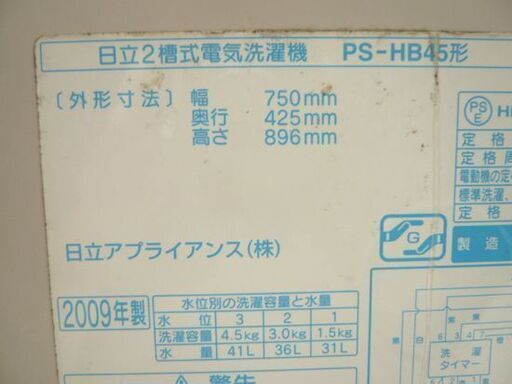 日立2槽式電気洗濯機 PS-HB45形
〔外形寸法〕幅 750mm
奥行 425mm
高さ 896mm
PS
E
定格
定格
電動機の定
標準洗濯、
定格
G
製造
日立アプライアンス(株)
2009年製
水位別の洗濯容量と水量
水位 3 2 1
洗濯容量 4.5kg 3.0kg 1.5kg
水量 41L 36L 31L
警告
洗濯
タイマー